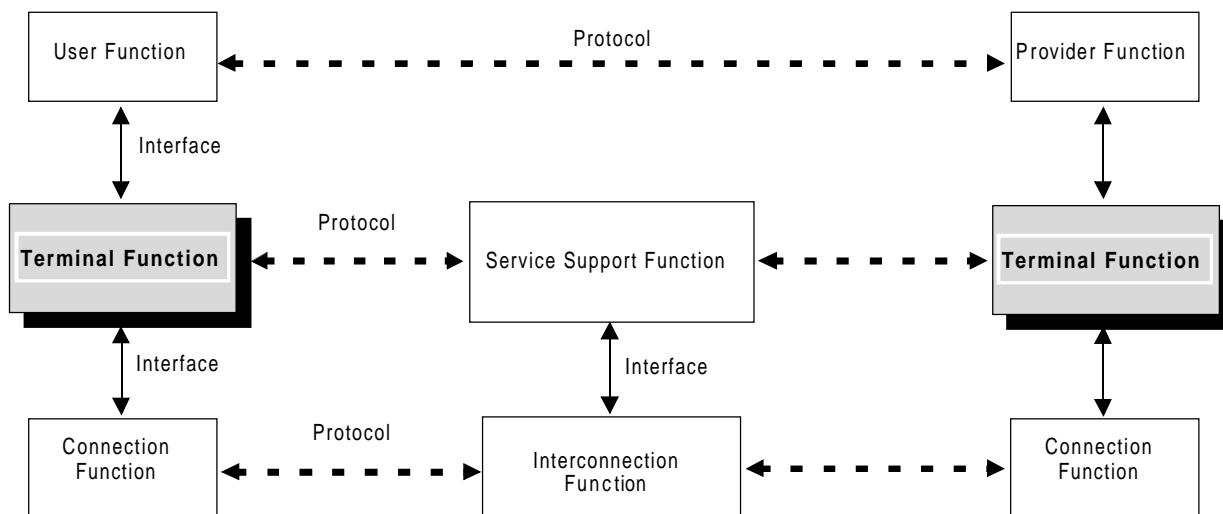 User Function
Protocol
Provider Function
Interface
Terminal Function
Protocol
Service Support Function
Terminal Function
Interface
Interface
Connection
Function
Protocol
Interconnection
Function
Connection
Function